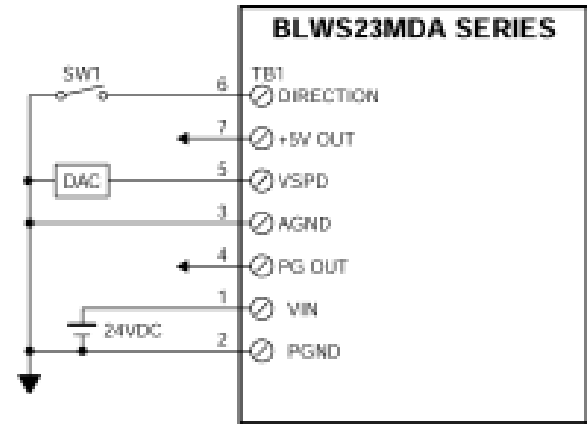 BLWS23MDA SERIES
SW1
TB1
6 DIRECTION
7 +5V OUT
DAC 5 VSPD
3 AGND
4 PG OUT
1 VIN
24VDC
2 PGND